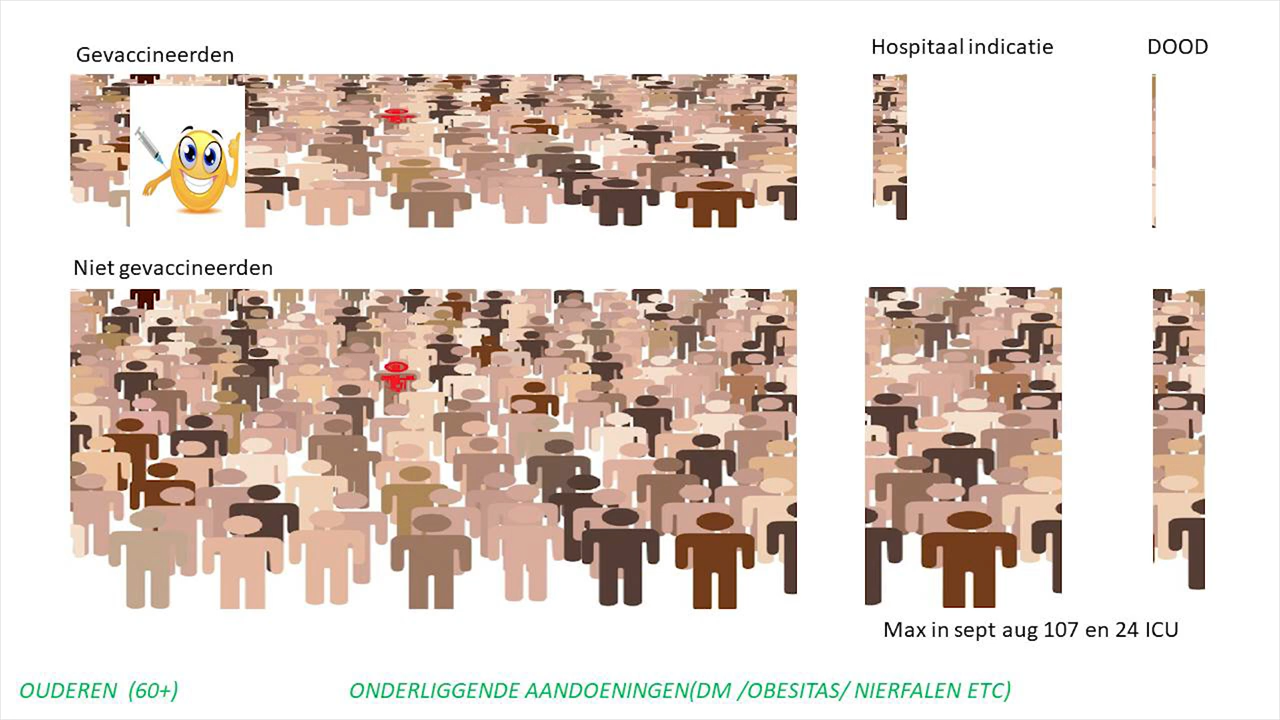 Gevaccineerden
Hospitaal indicatie
DOOD
Niet gevaccineerden
Max in sept aug 107 en 24 ICU
OUDEREN (60+)
ONDERLIGGENDE AANDOENINGEN(DM /OBESITAS/ NIERFALEN ETC)